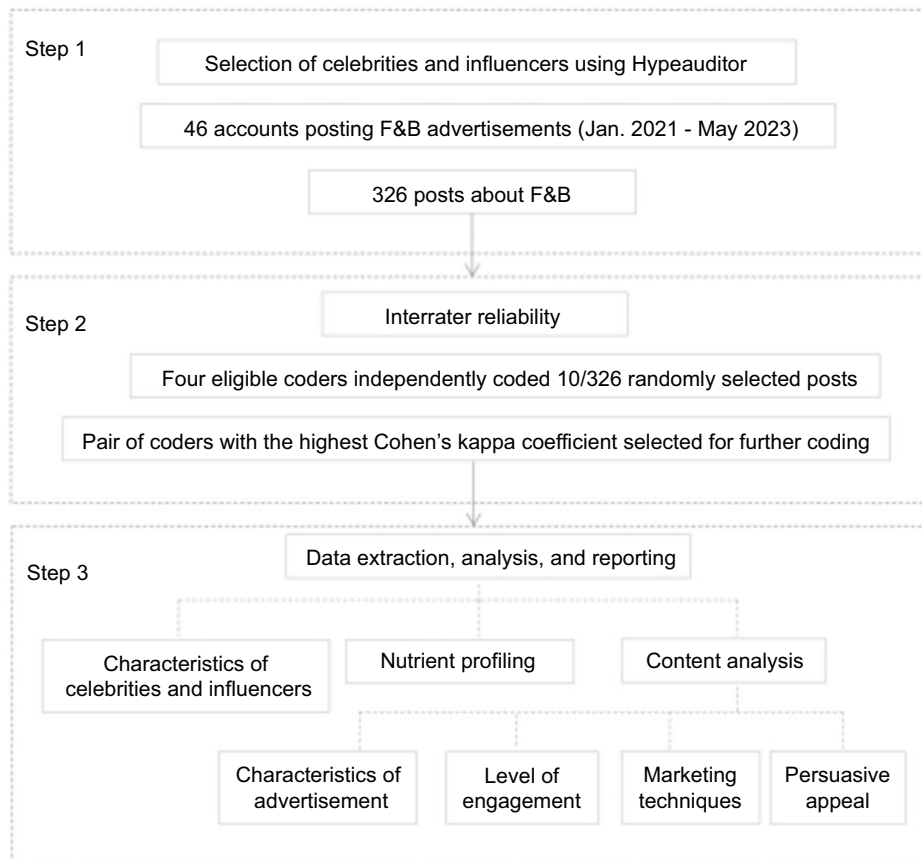 Step 1
Selection of celebrities and influencers using Hypeauditor
46 accounts posting F&B advertisements (Jan. 2021 - May 2023)
326 posts about F&B
Step 2
Interrater reliability
Four eligible coders independently coded 10/326 randomly selected posts
Pair of coders with the highest Cohen's kappa coefficient selected for further coding
Step 3
Data extraction, analysis, and reporting
Characteristics of
celebrities and influencers
Nutrient profiling
Content analysis
Characteristics of
advertisement
Level of
engagement
Marketing
techniques
Persuasive
appeal